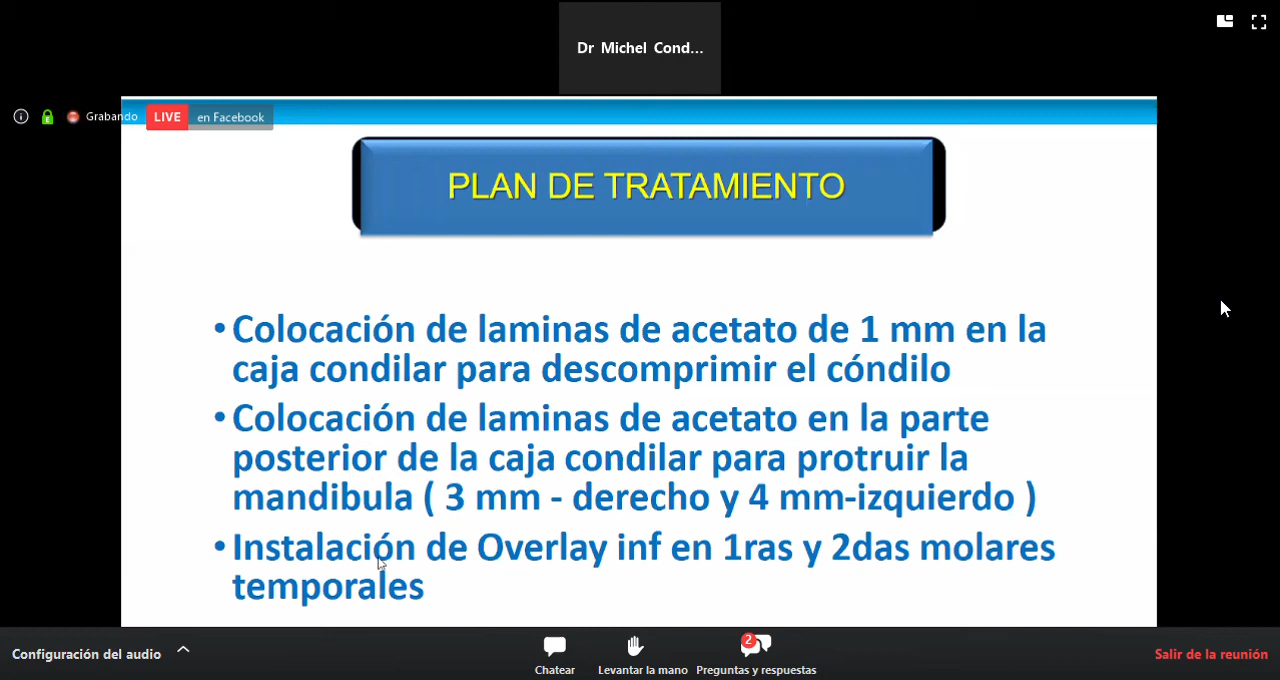 Dr Michel Cond...
Grabando
LIVE en Facebook
PLAN DE TRATAMIENTO
•Colocación de laminas de acetato de 1 mm en la
caja condilar para descomprimir el cóndilo
•Colocación de laminas de acetato en la parte
posterior de la caja condilar para protruir la
mandibula ( 3 mm - derecho y 4 mm-izquierdo )
•Instalación de Overlay inf en 1ras y 2das molares
temporales
Configuración del audio
2
Chatear
Levantar la mano
Preguntas y respuestas
Salir de la reunión